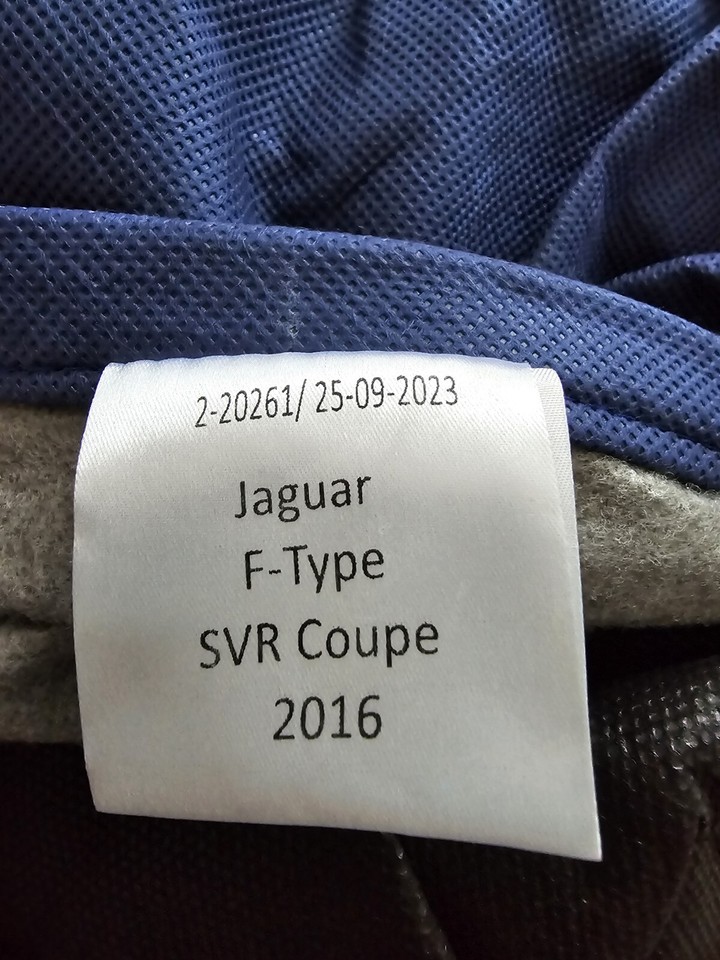 2-20261/ 25-09-2023
Jaguar
F-Type
SVR Coupe
2016